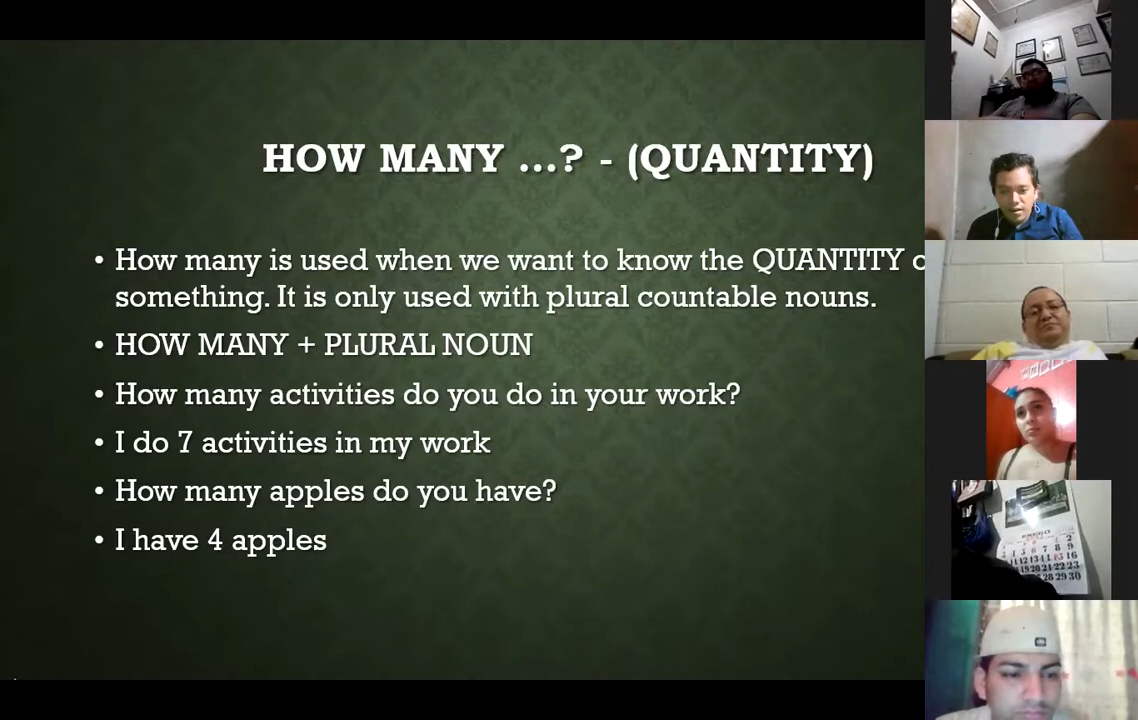 HOW MANY ...? - (QUANTITY)
• How many is used when we want to know the QUANTITY
something. It is only used with plural countable nouns.
• HOW MANY + PLURAL NOUN
• How many activities do you do in your work?
• I do 7 activities in my work
• How many apples do you have?
• I have 4 apples
ENERO